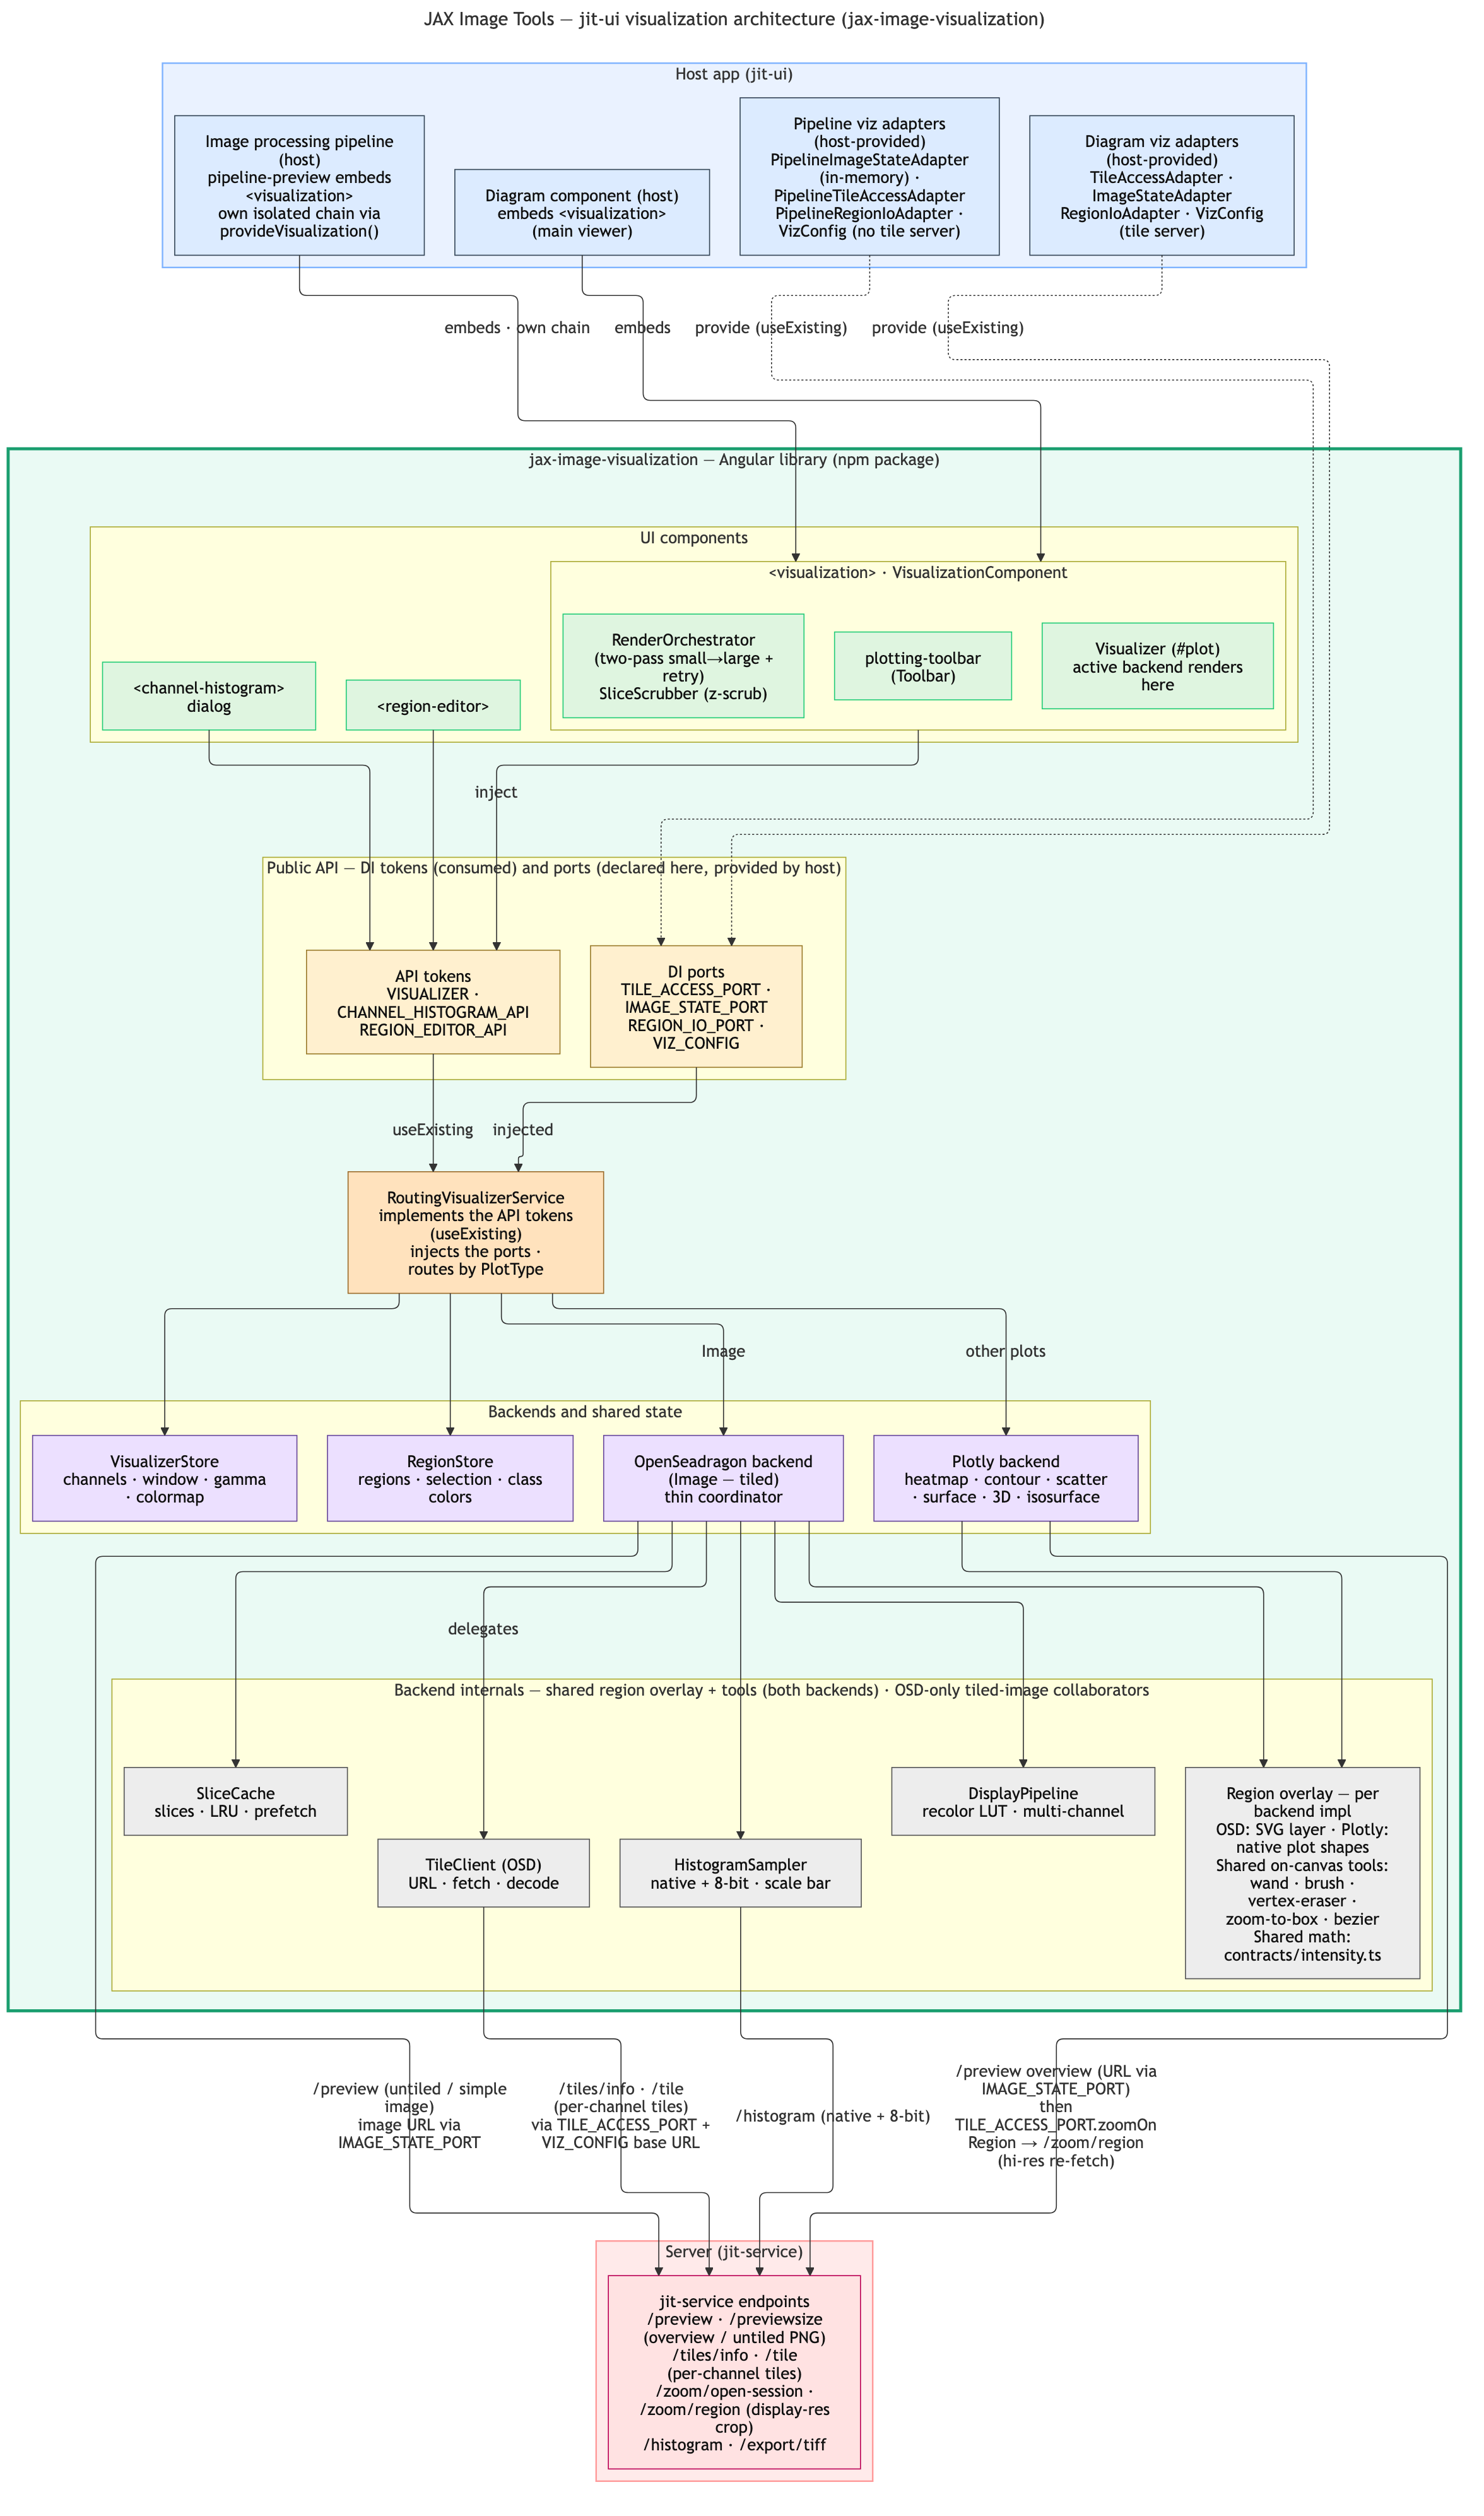 JAX Image Tools — jit-ui visualization architecture (jax-image-visualization)
Host app (jit-ui)
Image processing pipeline
(host)
pipeline-preview embeds
<visualization>
own isolated chain via
provideVisualization()
Diagram component (host)
embeds <visualization>
(main viewer)
Pipeline viz adapters
(host-provided)
PipelineImageStateAdapter
(in-memory) ·
PipelineTileAccessAdapter
PipelineRegionIoAdapter ·
VizConfig (no tile server)
Diagram viz adapters
(host-provided)
TileAccessAdapter ·
ImageStateAdapter
RegionIoAdapter · VizConfig
(tile server)
embeds · own chain
embeds
provide (useExisting)
provide (useExisting)
jax-image-visualization — Angular library (npm package)
UI components
<visualization> · VisualizationComponent
RenderOrchestrator
(two-pass small→large +
retry)
SliceScrubber (z-scrub)
plotting-toolbar
(Toolbar)
Visualizer (#plot)
active backend renders
here
<channel-histogram>
dialog
<region-editor>
inject
Public API — DI tokens (consumed) and ports (declared here, provided by host)
API tokens
VISUALIZER ·
CHANNEL_HISTOGRAM_API
REGION_EDITOR_API
DI ports
TILE_ACCESS_PORT ·
IMAGE_STATE_PORT
REGION_IO_PORT ·
VIZ_CONFIG
useExisting
injected
RoutingVisualizerService
implements the API tokens
(useExisting)
injects the ports ·
routes by PlotType
Image
other plots
Backends and shared state
VisualizerStore
channels · window · gamma
· colormap
RegionStore
regions · selection · class
colors
OpenSeadragon backend
(Image — tiled)
thin coordinator
Plotly backend
heatmap · contour · scatter
· surface · 3D · isosurface
delegates
Backend internals — shared region overlay + tools (both backends) · OSD-only tiled-image collaborators
SliceCache
slices · LRU · prefetch
TileClient (OSD)
URL · fetch · decode
HistogramSampler
native + 8-bit · scale bar
DisplayPipeline
recolor LUT · multi-channel
Region overlay — per
backend impl
OSD: SVG layer · Plotly:
native plot shapes
Shared on-canvas tools:
wand · brush ·
vertex-eraser ·
zoom-to-box · bezier
Shared math:
contracts/intensity.ts
/preview (untiled / simple
image)
image URL via
IMAGE_STATE_PORT
/tiles/info · /tile
(per-channel tiles)
via TILE_ACCESS_PORT +
VIZ_CONFIG base URL
/histogram (native + 8-bit)
/preview overview (URL via
IMAGE_STATE_PORT)
then
TILE_ACCESS_PORT.zoomOn
Region → /zoom/region
(hi-res re-fetch)
Server (jit-service)
jit-service endpoints
/preview · /previewsize
(overview / untiled PNG)
/tiles/info · /tile
(per-channel tiles)
/zoom/open-session ·
/zoom/region (display-res
crop)
/histogram · /export/tiff